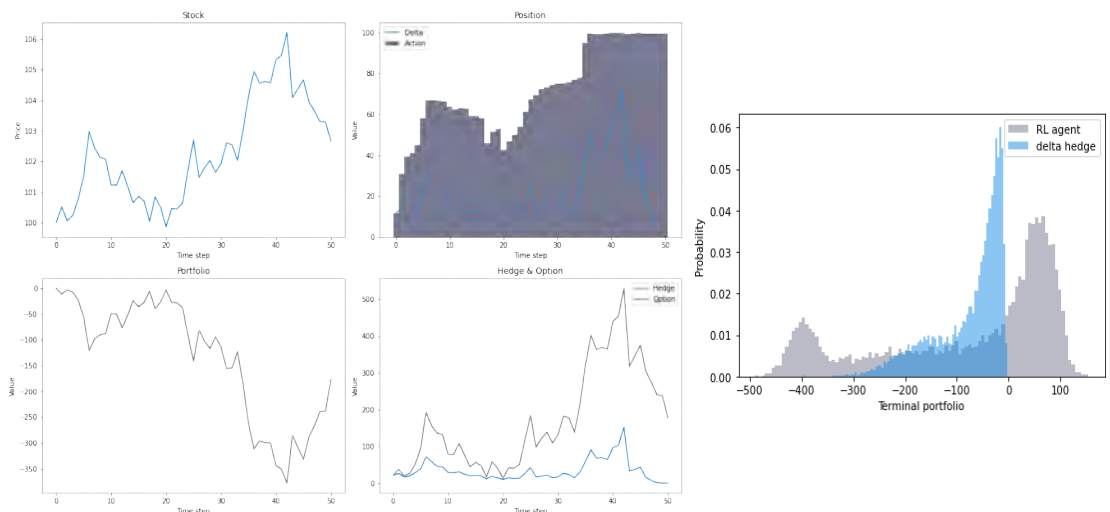 Stock
Price
106
105
104
103
102
101
100
0 10 20 30 40 50
Time step
Position
Delta
Action
Value
100
80
60
40
20
0
0 10 20 30 40 50
Time step
Portfolio
Value
0
−50
−100
−150
−200
−250
−300
−350
0 10 20 30 40 50
Time step
Hedge & Option
Hedge
Option
Value
500
400
300
200
100
0
0 10 20 30 40 50
Time step
RL agent
delta hedge
Probability
0.06
0.05
0.04
0.03
0.02
0.01
0.00
−500 −400 −300 −200 −100 0 100
Terminal portfolio